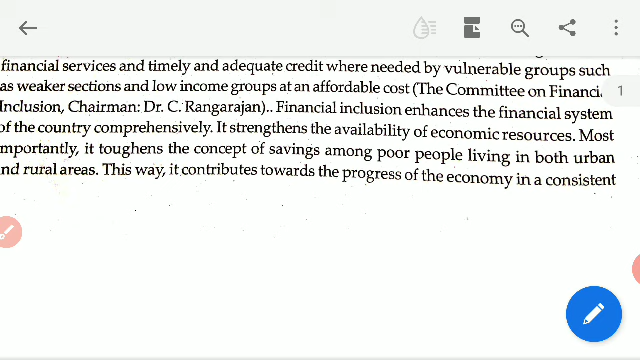 financial services and timely and adequate credit where needed by vulnerable groups such
as weaker sections and low income groups at an affordable cost (The Committee on Financi
Inclusion, Chairman: Dr. C. Rangarajan).. Financial inclusion enhances the financial system
of the country comprehensively. It strengthens the availability of economic resources. Most
mportantly, it toughens the concept of savings among poor people living in both urban
nd rural areas. This way, it contributes towards the progress of the economy in a consistent
1